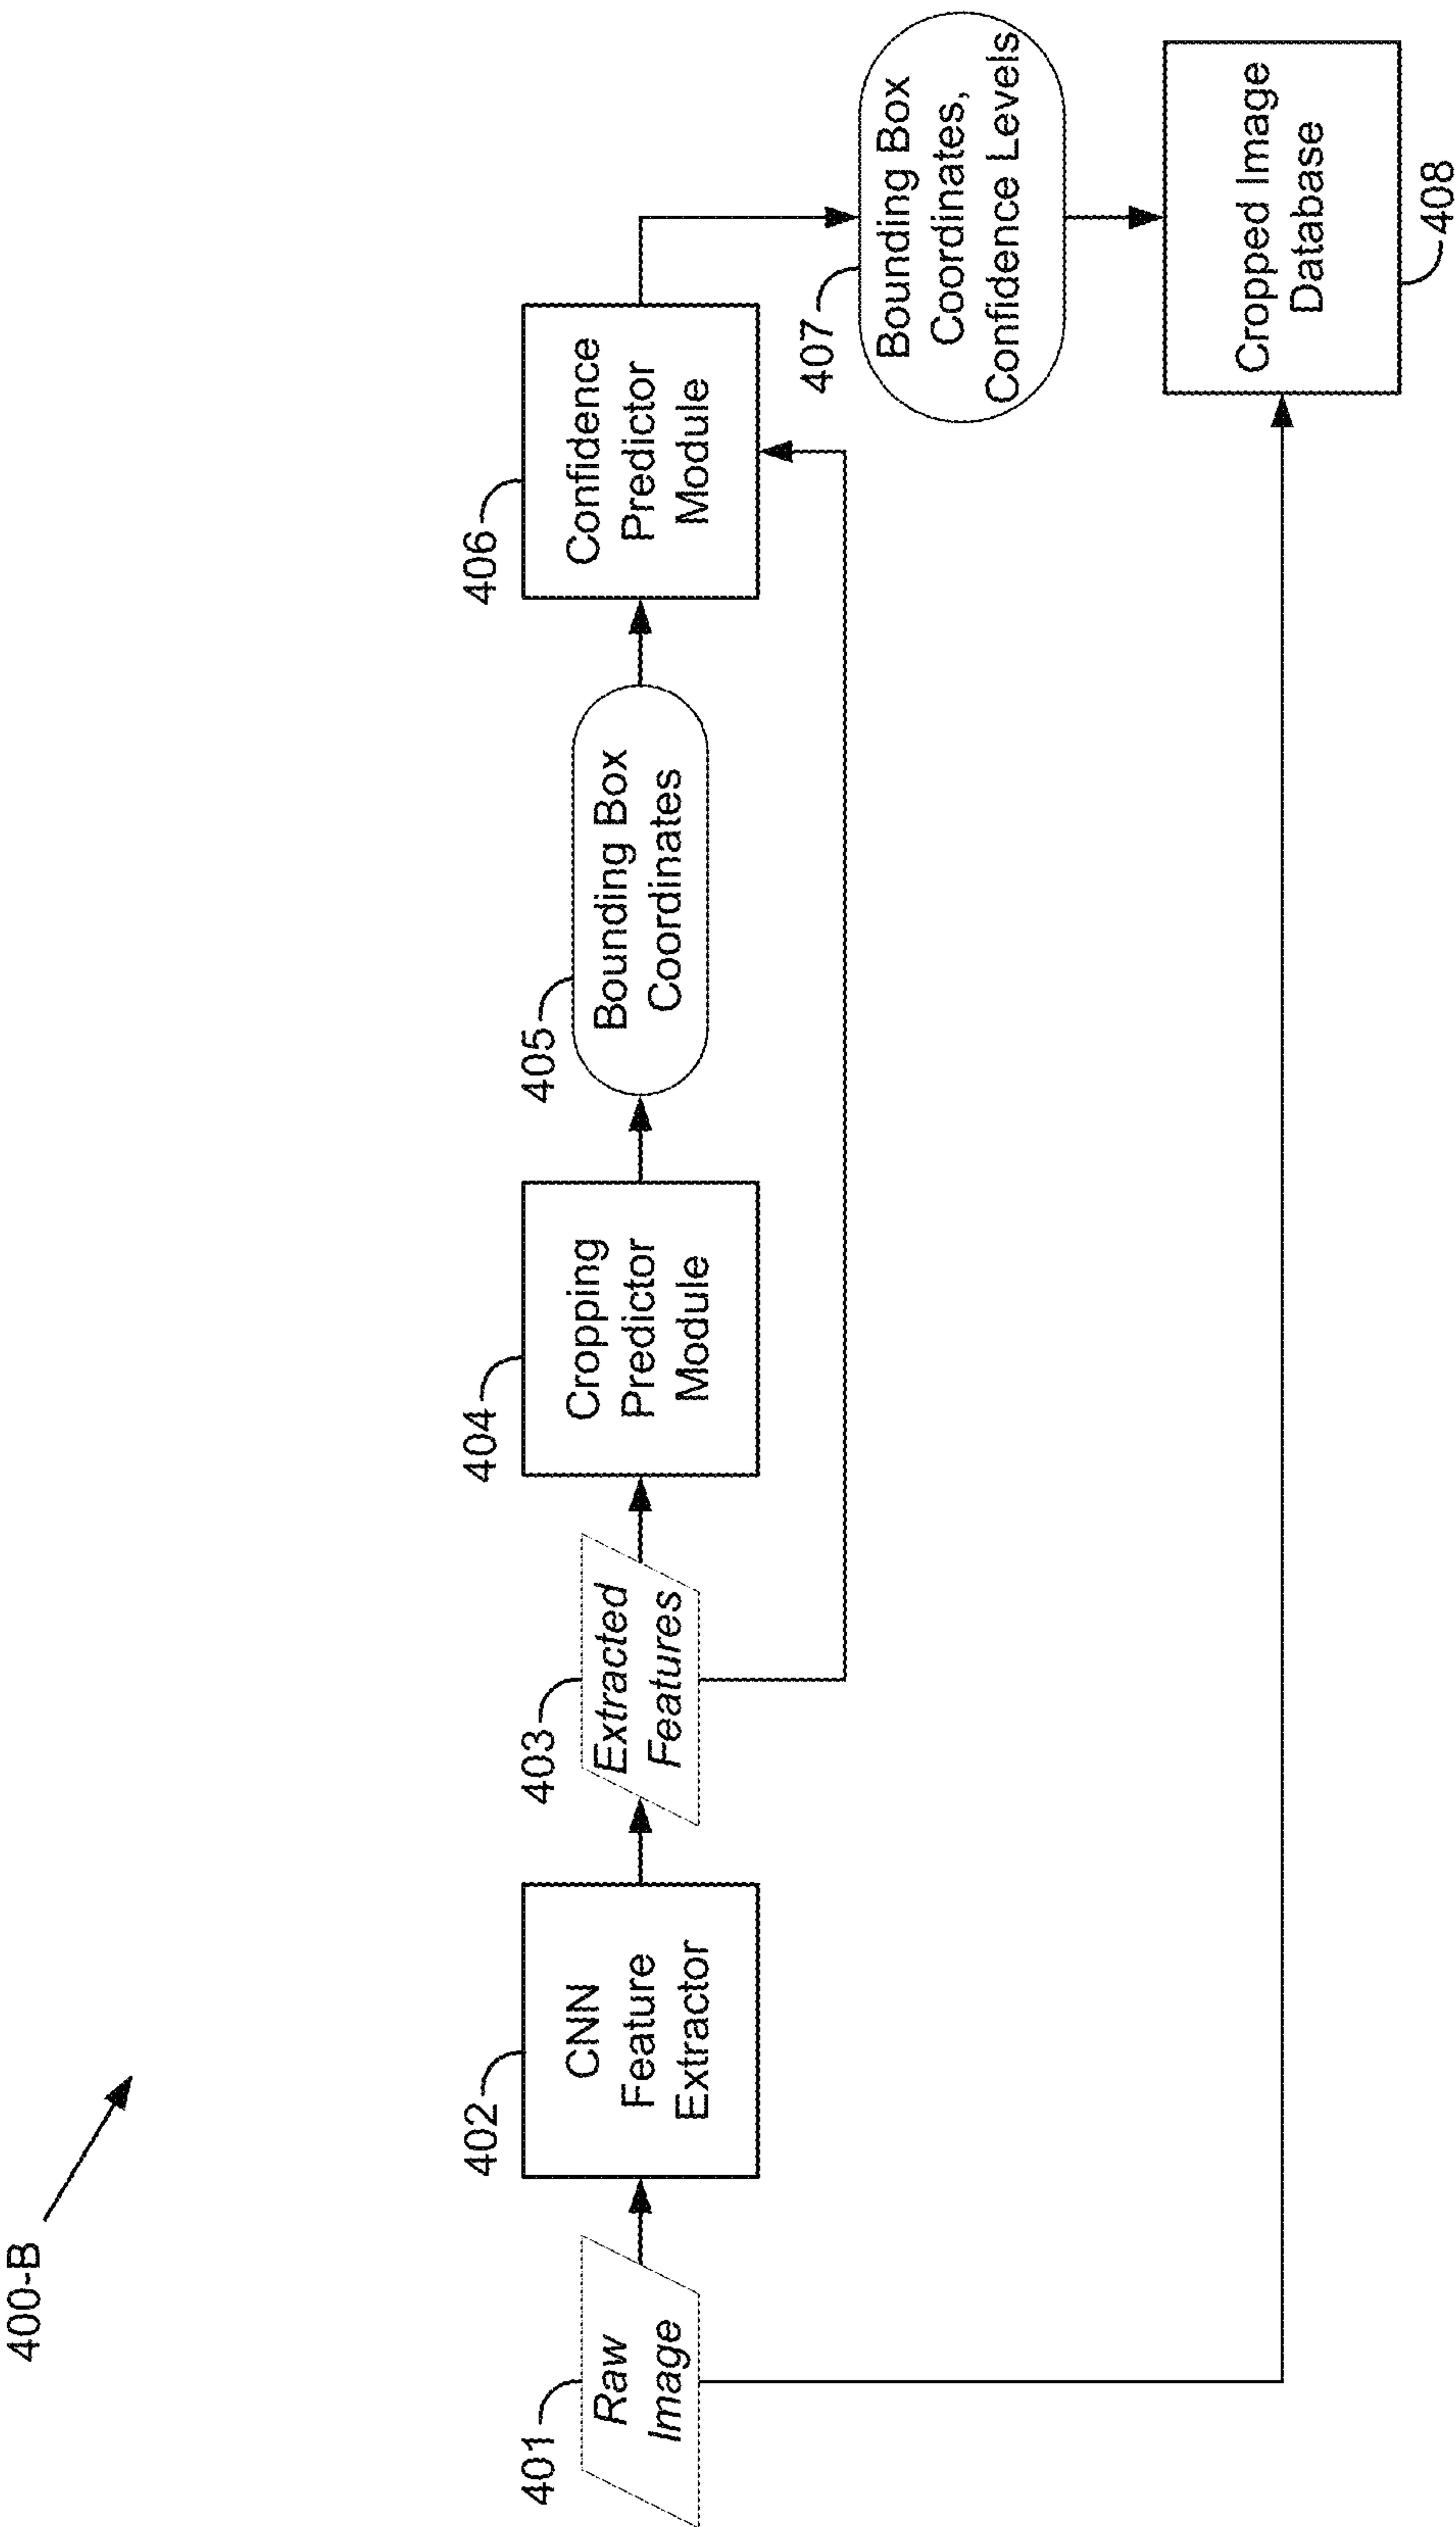 400-B
401
Raw
Image
402
CNN
Feature
Extractor
403
Extracted
Features
404
Cropping
Predictor
Module
405
Bounding Box
Coordinates
406
Confidence
Predictor
Module
407
Bounding Box
Coordinates,
Confidence Levels
Cropped Image
Database
408